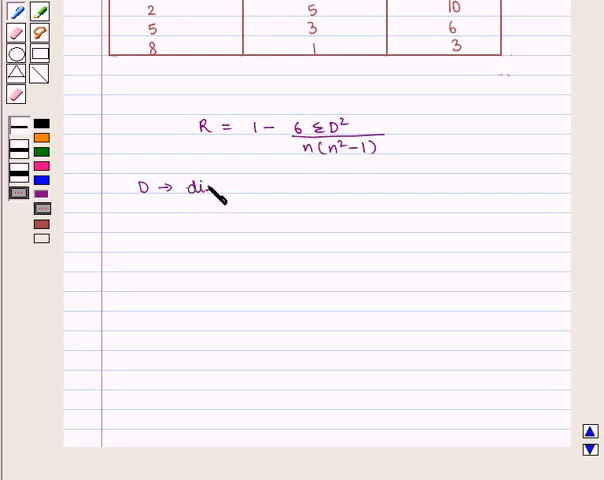 2 5 10
5 3 6
8 1 3
R = 1 - 6 ΣD² / n(n²-1)
D → di